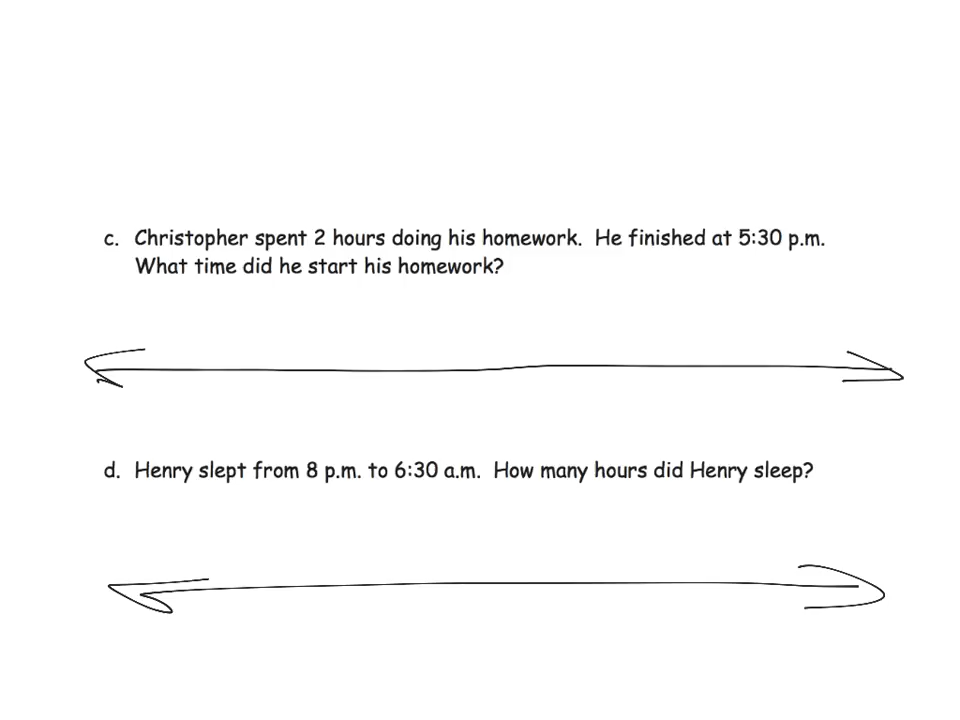 c. Christopher spent 2 hours doing his homework. He finished at 5:30 p.m.
What time did he start his homework?
d. Henry slept from 8 p.m. to 6:30 a.m. How many hours did Henry sleep?